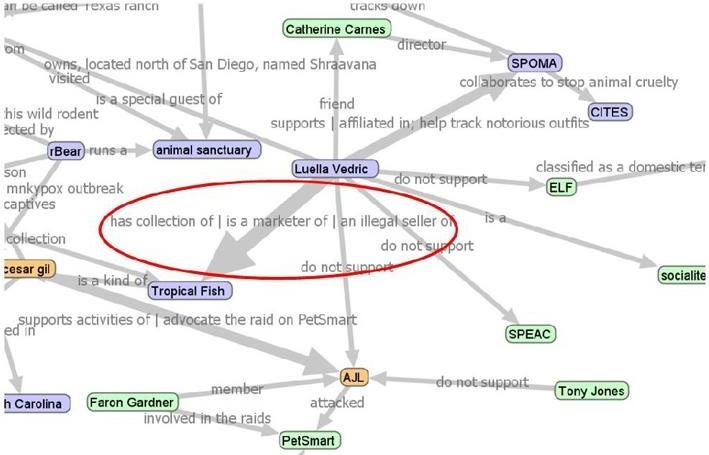 an be called Texas ranch
tracks down
Catherine Carnes
director
om
owns, located north of San Diego, named Shraavana
SPOMA
visited
collaborates to stop animal cruelty
is a special guest of
friend
CITES
this wild rodent
supports | affiliated in; help track notorious outfits
ected by
rBear
runs a
animal sanctuary
Luella Vedric
classified as a domestic ter
son
do not support
ELF
mnkypox outbreak
captives
has collection of | is a marketer of | an illegal seller of
is a
collection
do not support
cesar gil
do not support
socialite
is a kind of
Tropical Fish
supports activities of | advocate the raid on PetSmart
ed in
SPEAC
AJL
do not support
Tony Jones
h Carolina
Faron Gardner
member
attacked
involved in the raids
PetSmart